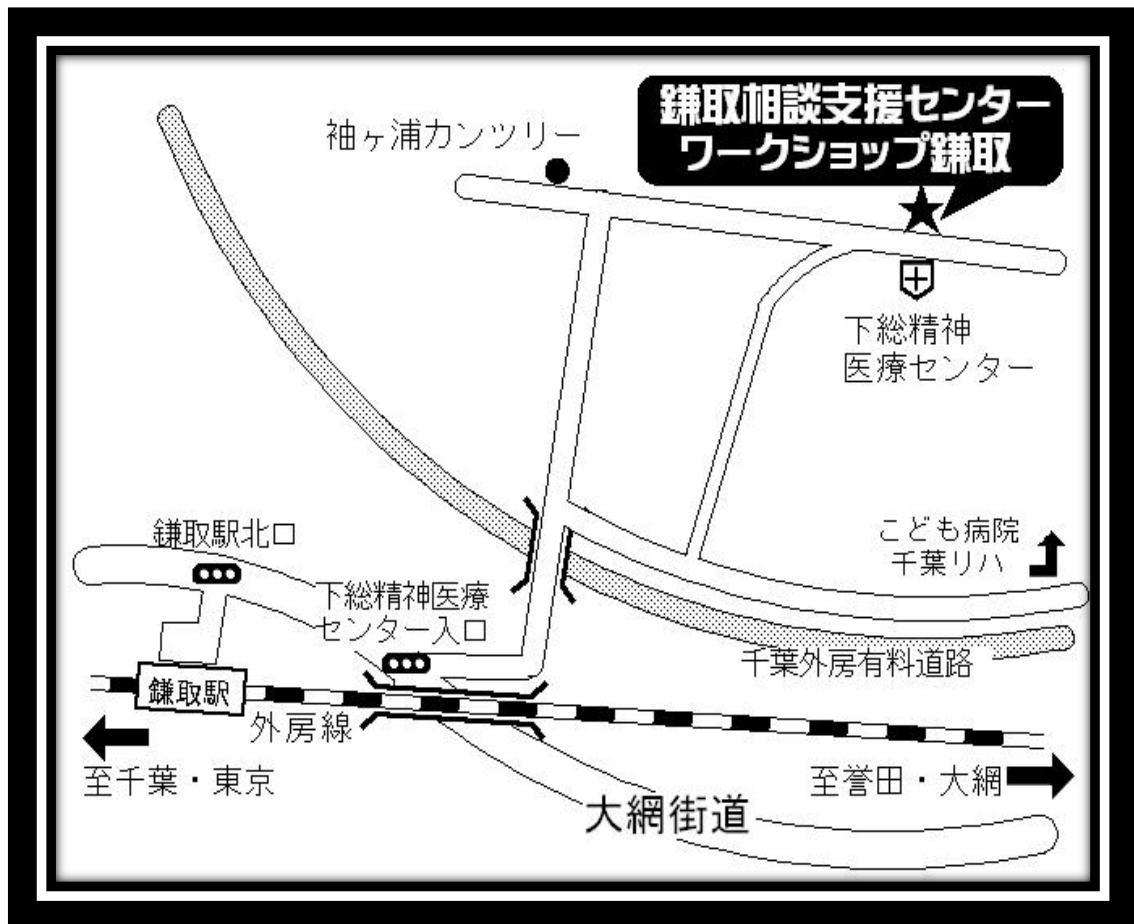 鎌取相談支援センター
ワークショップ鎌取
袖ヶ浦カンツリー
下総精神
医療センター
こども病院
千葉リハ
鎌取駅北口
下総精神医療
センター入口
千葉外房有料道路
鎌取駅
外房線
至千葉・東京
至誉田・大網
大網街道